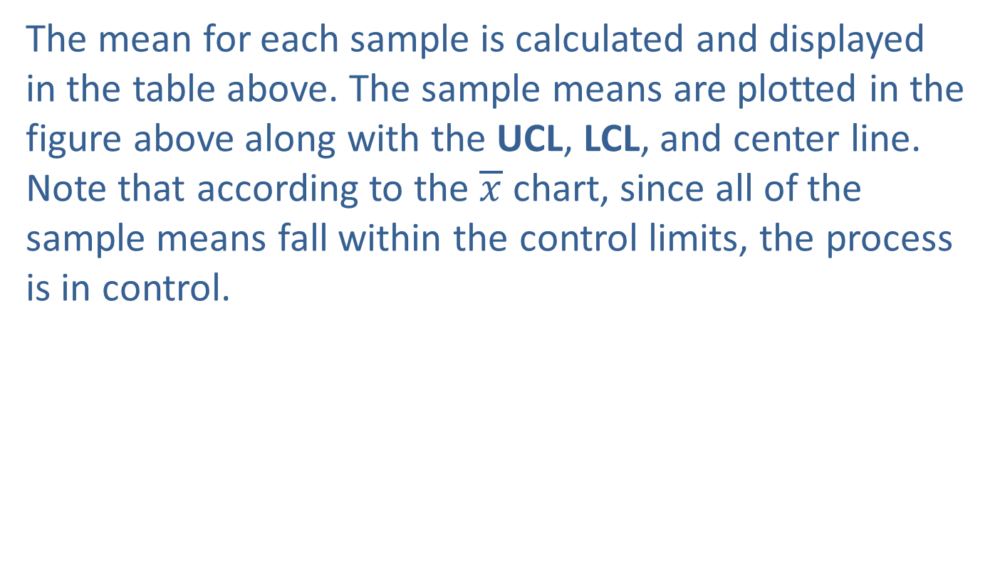 The mean for each sample is calculated and displayed
in the table above. The sample means are plotted in the
figure above along with the UCL, LCL, and center line.
Note that according to the x̅ chart, since all of the
sample means fall within the control limits, the process
is in control.